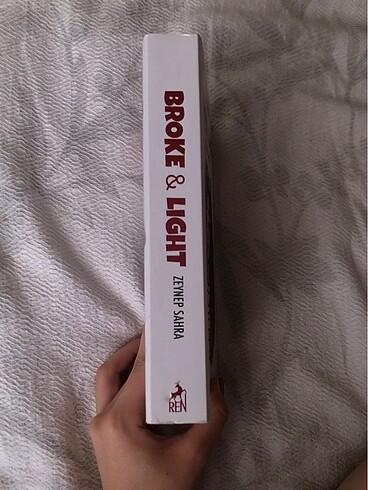 BROKE & LIGHT
ZEYNEP SAHRA
REN